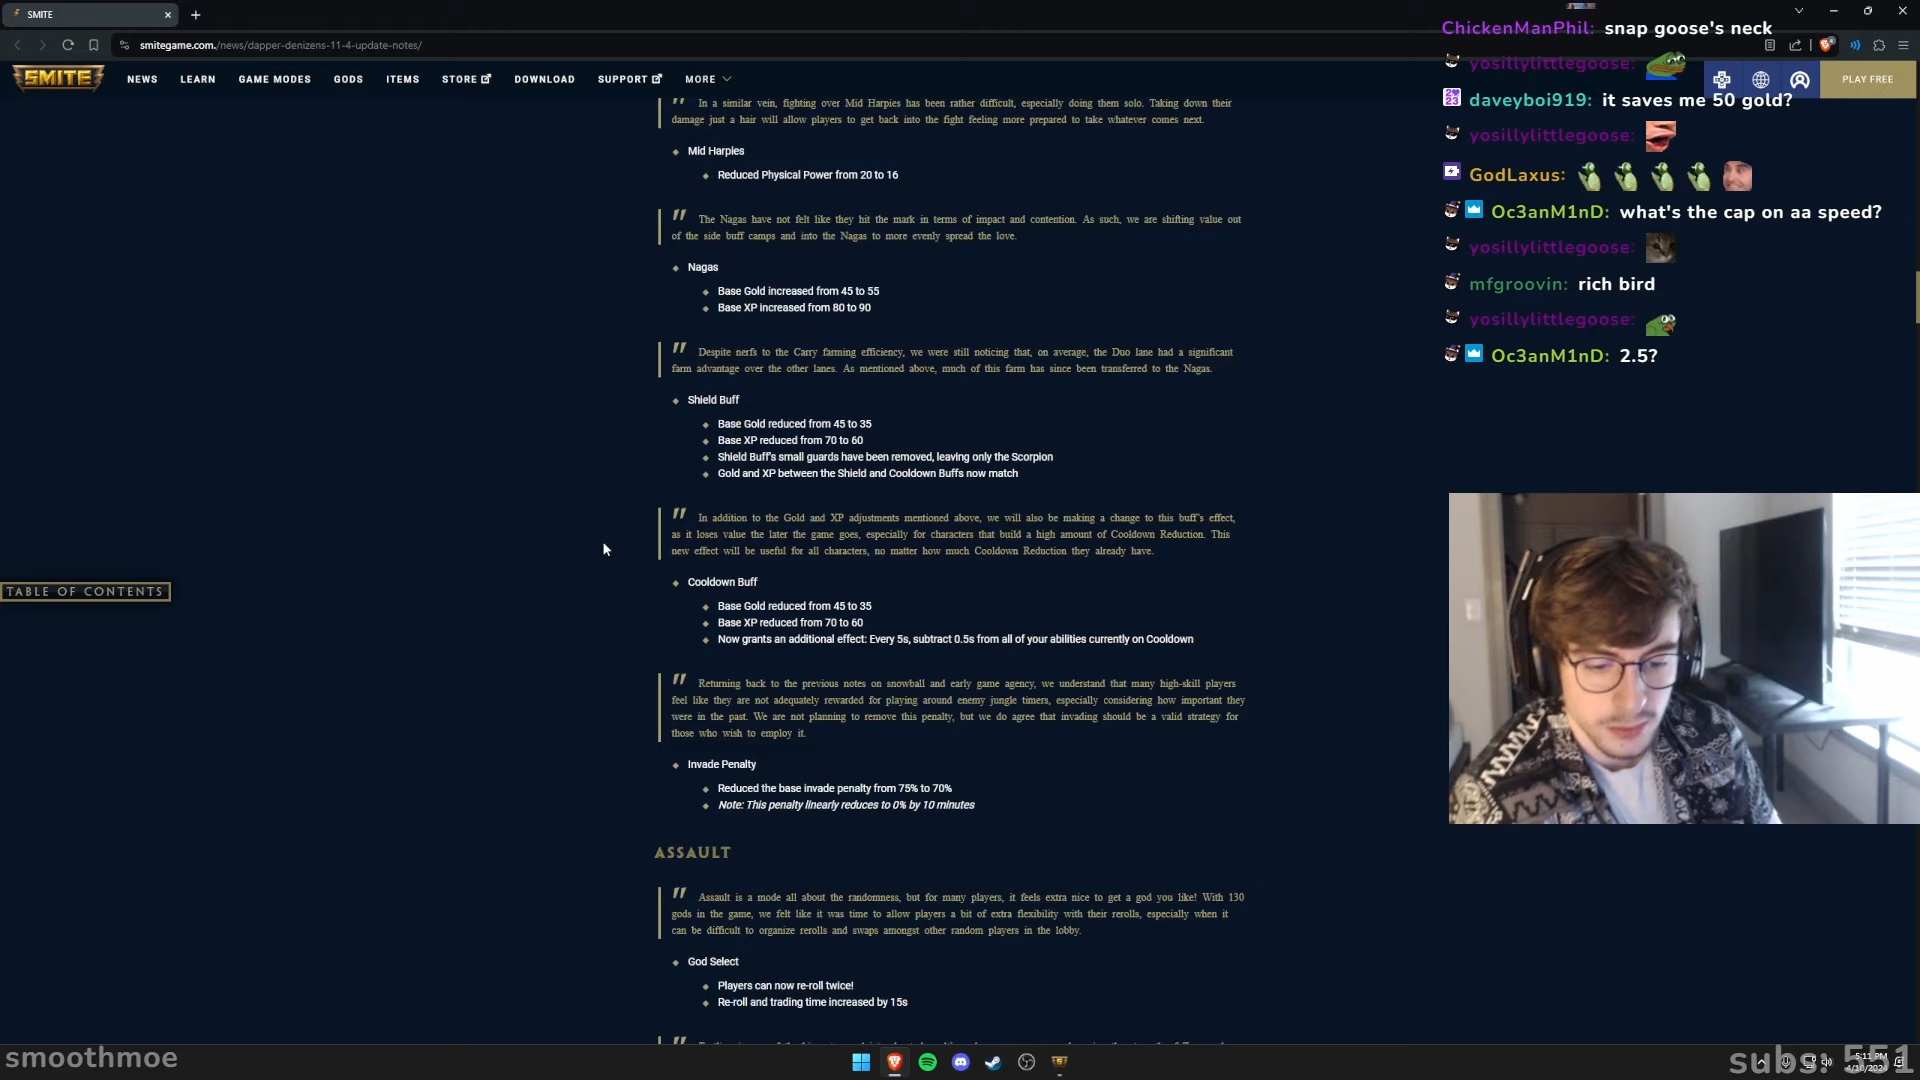 SMITE
smitegame.com/news/dapper-denizens-11-4-update-notes/
SMITE
NEWS LEARN GAME MODES GODS ITEMS STORE DOWNLOAD SUPPORT MORE
PLAY FREE
In a similar vein, fighting over Mid Harpies has been rather difficult, especially doing them solo. Taking down their
damage just a hair will allow players to get back into the fight feeling more prepared to take whatever comes next.
Mid Harpies
Reduced Physical Power from 20 to 16
The Nagas have not felt like they hit the mark in terms of impact and contention. As such, we are shifting value out
of the side buff camps and into the Nagas to more evenly spread the love.
Nagas
Base Gold increased from 45 to 55
Base XP increased from 80 to 90
Despite nerfs to the Carry farming efficiency, we were still noticing that, on average, the Duo lane had a significant
farm advantage over the other lanes. As mentioned above, much of this farm has since been transferred to the Nagas.
Shield Buff
Base Gold reduced from 45 to 35
Base XP reduced from 70 to 60
Shield Buff's small guards have been removed, leaving only the Scorpion
Gold and XP between the Shield and Cooldown Buffs now match
In addition to the Gold and XP adjustments mentioned above, we will also be making a change to this buff's effect,
as it loses value the later the game goes, especially for characters that build a high amount of Cooldown Reduction. This
new effect will be useful for all characters, no matter how much Cooldown Reduction they already have.
Cooldown Buff
Base Gold reduced from 45 to 35
Base XP reduced from 70 to 60
Now grants an additional effect: Every 5s, subtract 0.5s from all of your abilities currently on Cooldown
Returning back to the previous notes on snowball and early game agency, we understand that many high-skill players
feel like they are not adequately rewarded for playing around enemy jungle timers, especially considering how important they
were in the past. We are not planning to remove this penalty, but we do agree that invading should be a valid strategy for
those who wish to employ it.
Invade Penalty
Reduced the base invade penalty from 75% to 70%
Note: This penalty linearly reduces to 0% by 10 minutes
ASSAULT
Assault is a mode all about the randomness, but for many players, it feels extra nice to get a god you like! With 130
gods in the game, we felt like it was time to allow players a bit of extra flexibility with their rerolls, especially when it
can be difficult to organize rerolls and swaps amongst other random players in the lobby.
God Select
Players can now re-roll twice!
Re-roll and trading time increased by 15s
TABLE OF CONTENTS
ChickenManPhil: snap goose's neck
yosillylittlegoose:
daveyboi919: it saves me 50 gold?
yosillylittlegoose:
GodLaxus:
Oc3anM1nD: what's the cap on aa speed?
yosillylittlegoose:
mfgroovin: rich bird
yosillylittlegoose:
Oc3anM1nD: 2.5?
smoothmoe
subs: 551
5:11 PM
4/10/2024